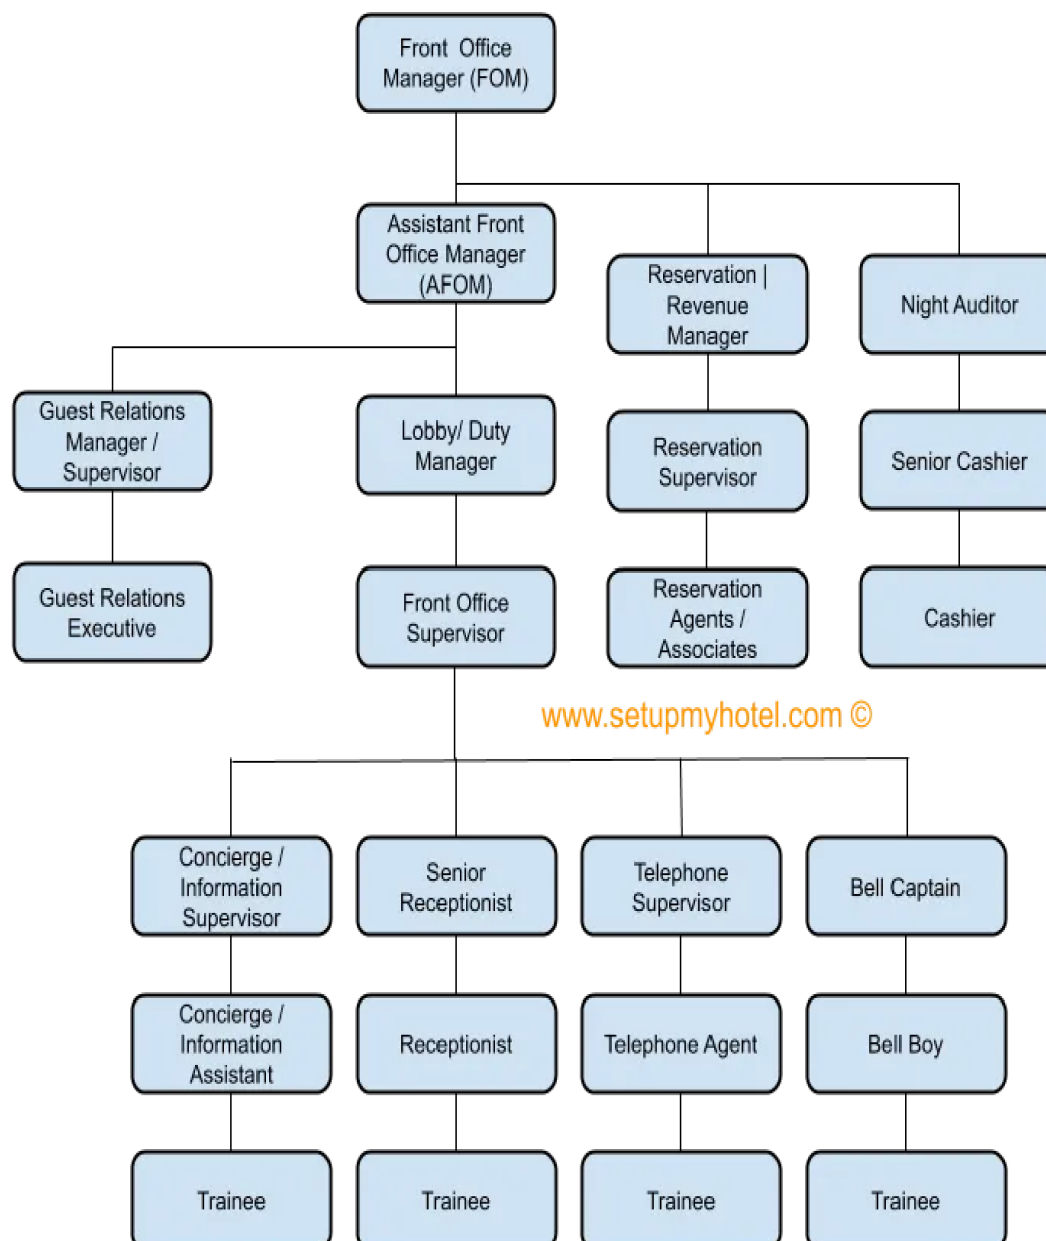 Front Office
Manager (FOM)
Assistant Front
Office Manager
(AFOM)
Reservation |
Revenue
Manager
Night Auditor
Guest Relations
Manager /
Supervisor
Lobby/ Duty
Manager
Reservation
Supervisor
Senior Cashier
Guest Relations
Executive
Front Office
Supervisor
Reservation
Agents /
Associates
Cashier
www.setupmyhotel.com ©
Concierge /
Information
Supervisor
Senior
Receptionist
Telephone
Supervisor
Bell Captain
Concierge /
Information
Assistant
Receptionist
Telephone Agent
Bell Boy
Trainee
Trainee
Trainee
Trainee